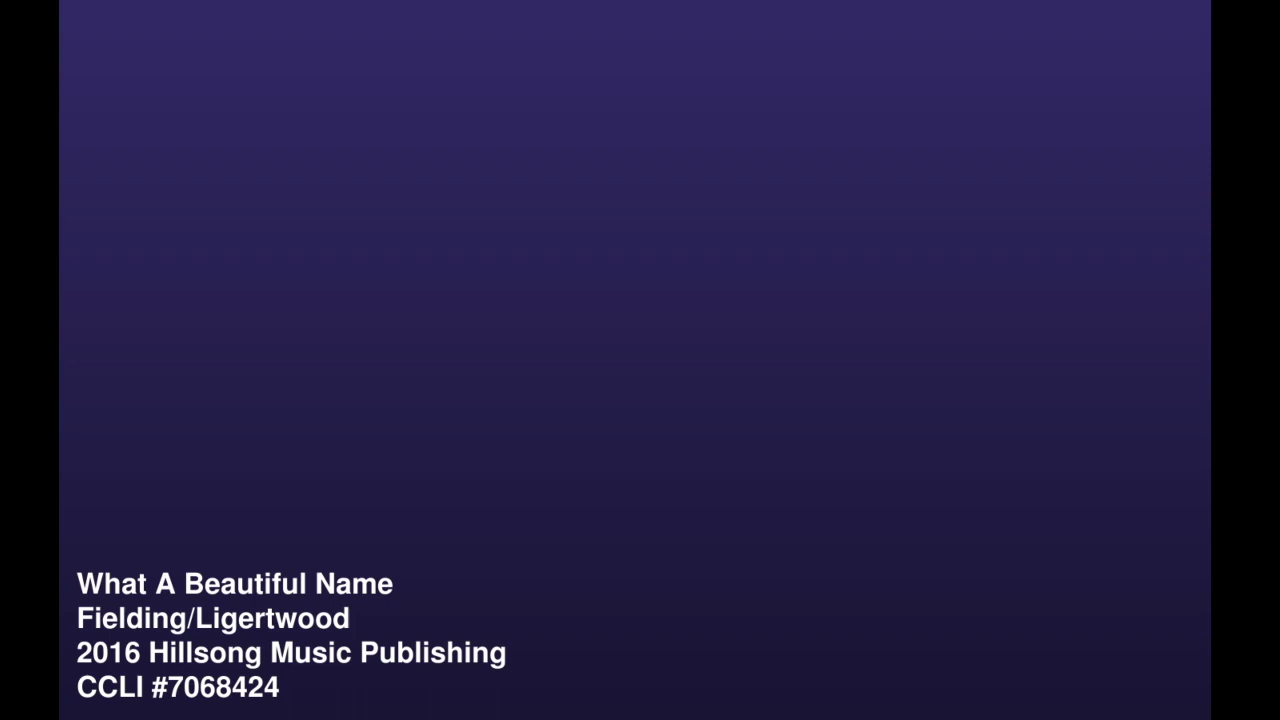 What A Beautiful Name
Fielding/Ligertwood
2016 Hillsong Music Publishing
CCLI #7068424